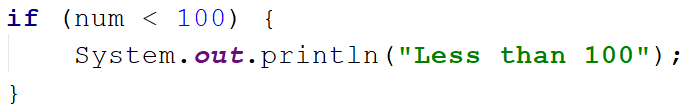 if (num < 100) {
    System.out.println("Less than 100");
}